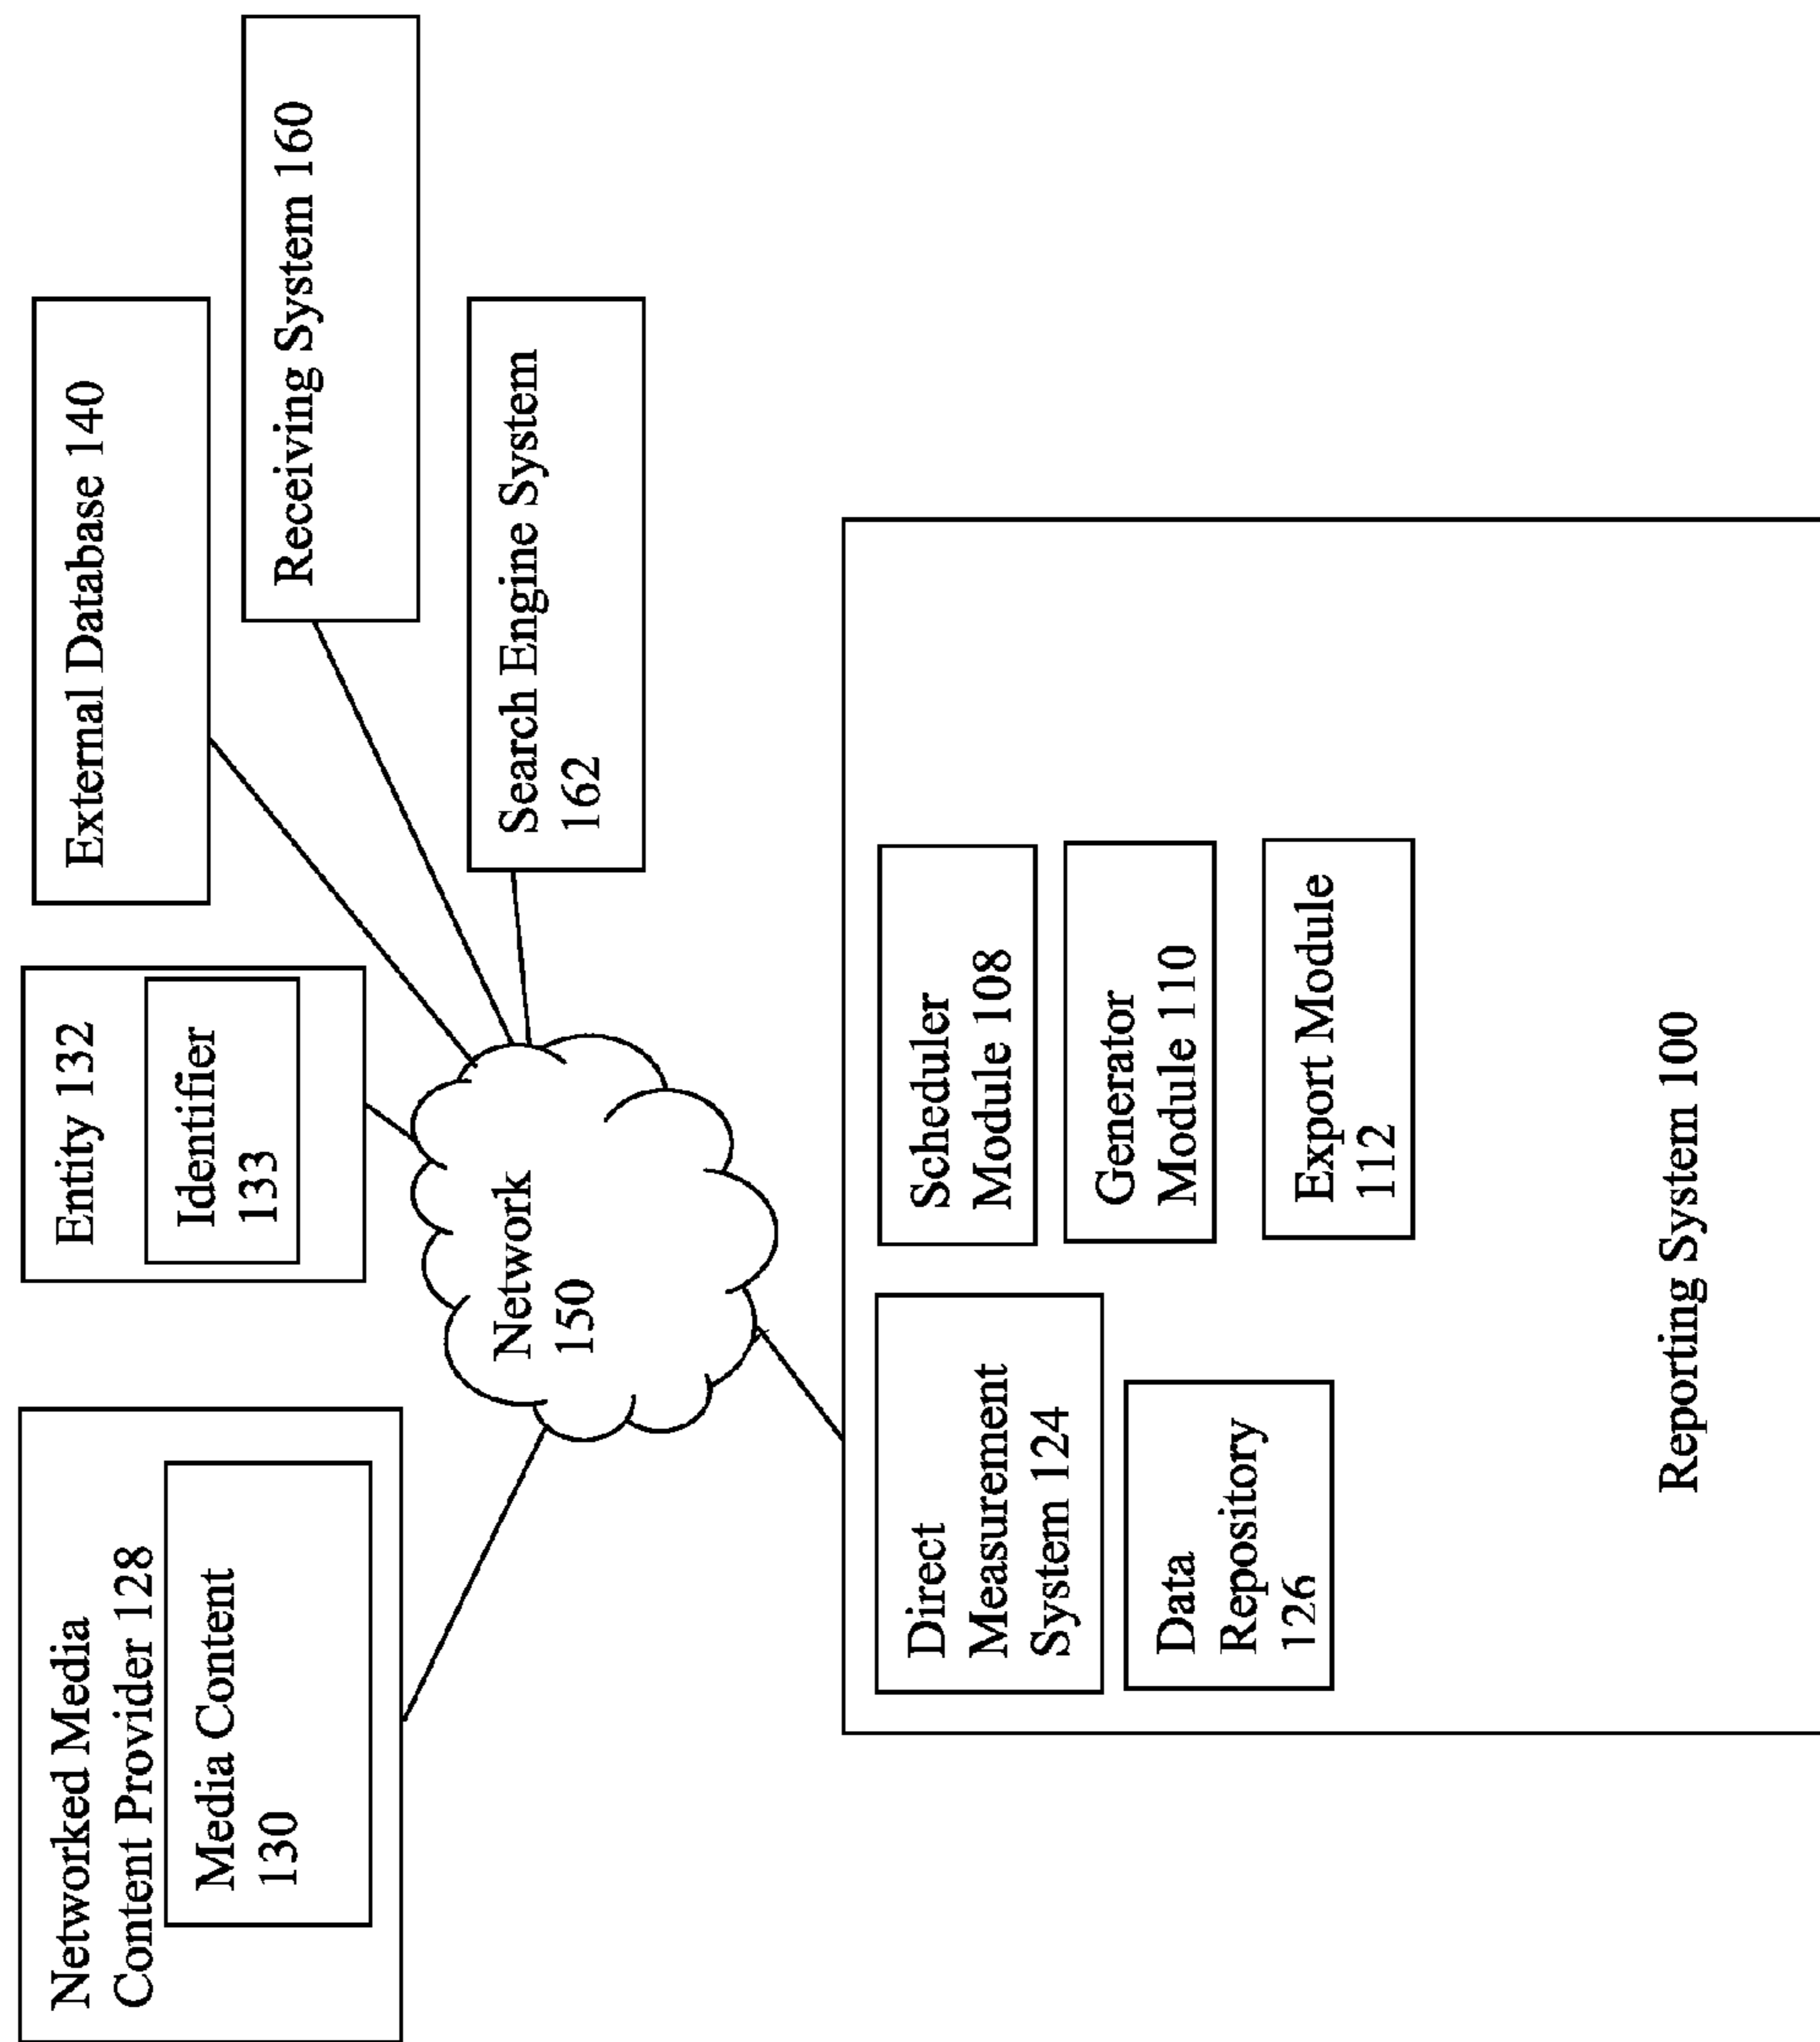 Networked Media
Content Provider 128
Media Content
130
Entity 132
Identifier
133
External Database 140
Receiving System 160
Search Engine System
162
Network
150
Direct
Measurement
System 124
Data
Repository
126
Scheduler
Module 108
Generator
Module 110
Export Module
112
Reporting System 100